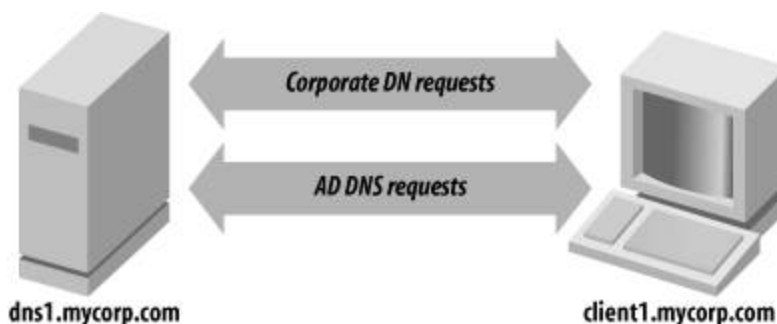 Corporate DN requests
AD DNS requests
dns1.mycorp.com
client1.mycorp.com